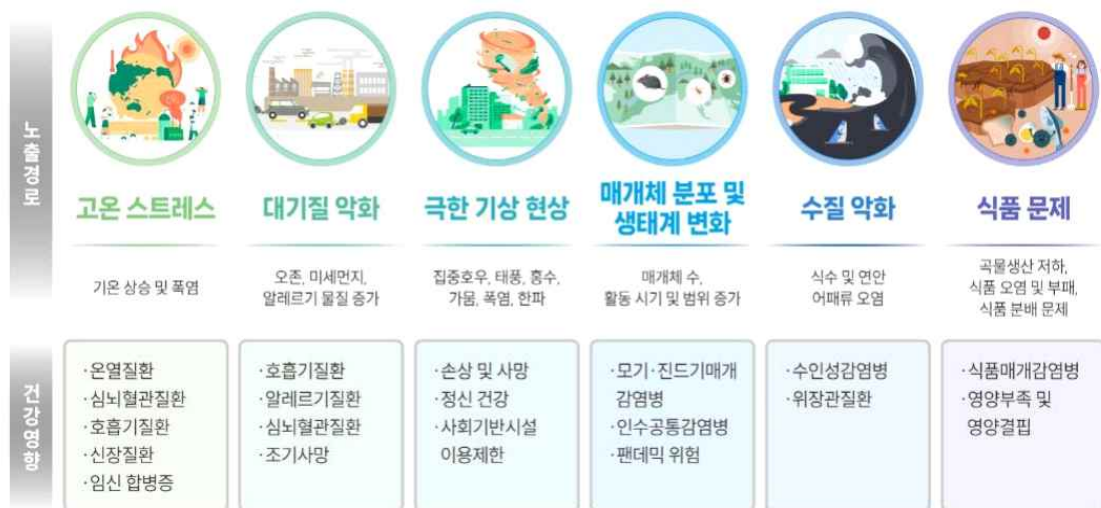 노출경로
고온 스트레스
기온 상승 및 폭염
대기질 악화
오존, 미세먼지,
알레르기 물질 증가
극한 기상 현상
집중호우, 태풍, 홍수,
가뭄, 폭염, 한파
매개체 분포 및
생태계 변화
매개체 수,
활동 시기 및 범위 증가
수질 악화
식수 및 연안
어패류 오염
식품 문제
곡물생산 저하,
식품 오염 및 부패,
식품 분배 문제
건강영향
·온열질환
·심뇌혈관질환
·호흡기질환
·신장질환
·임신 합병증
·호흡기질환
·알레르기질환
·심뇌혈관질환
·조기사망
·손상 및 사망
·정신 건강
·사회기반시설
이용제한
·모기·진드기매개
감염병
·인수공통감염병
·팬데믹 위험
·수인성감염병
·위장관질환
·식품매개감염병
·영양부족 및
영양결핍